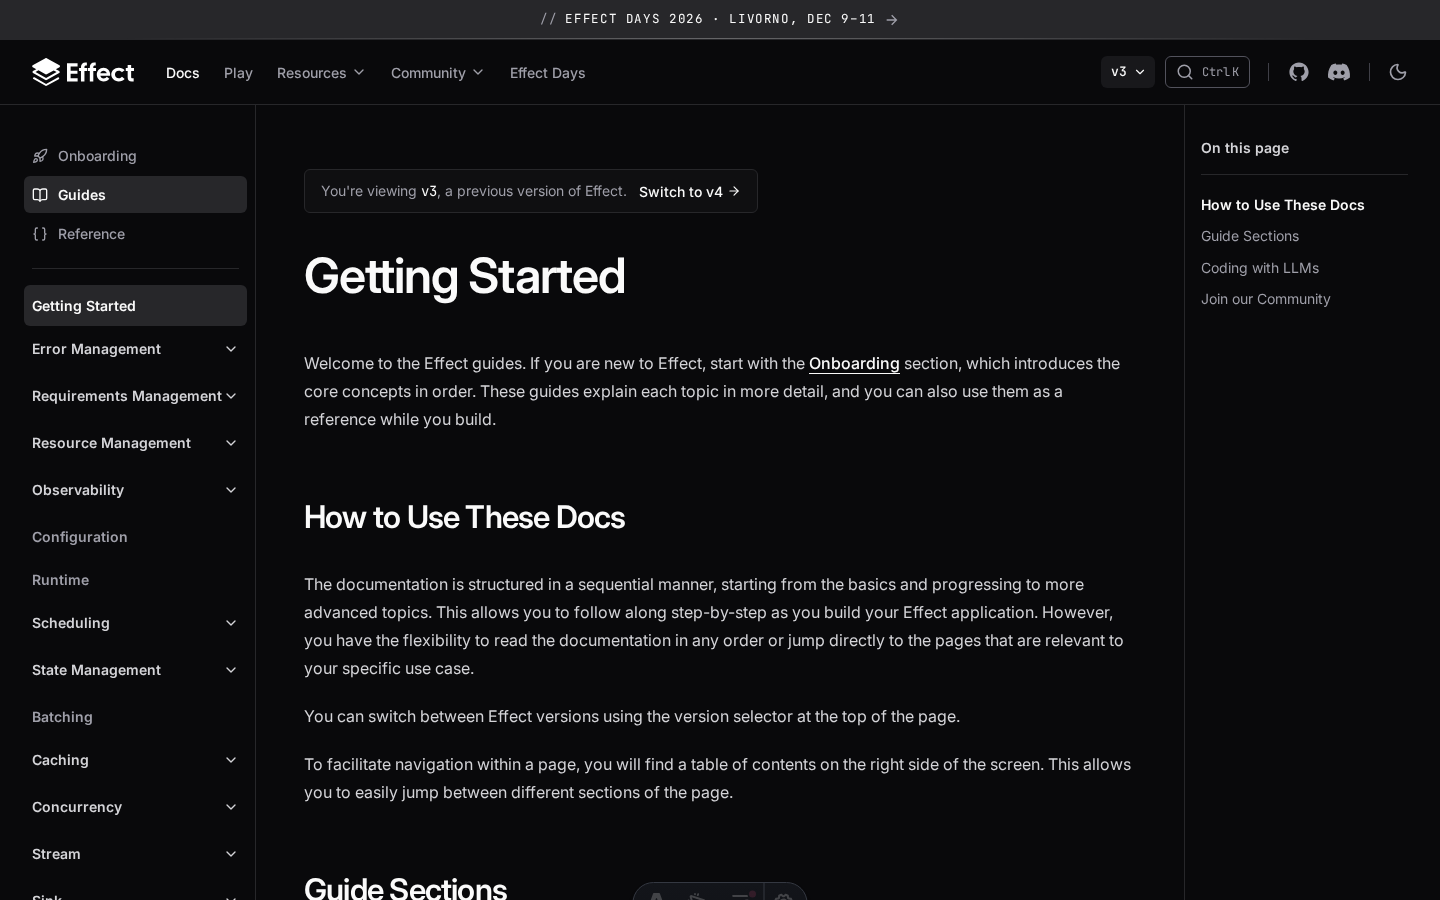 // EFFECT DAYS 2026 · LIVORNO, DEC 9–11 →
Effect
Docs
Play
Resources
Community
Effect Days
v3
Ctrl K
Onboarding
Guides
Reference
Getting Started
Error Management
Requirements Management
Resource Management
Observability
Configuration
Runtime
Scheduling
State Management
Batching
Caching
Concurrency
Stream
Sink
You're viewing v3, a previous version of Effect. Switch to v4 →
Getting Started
Welcome to the Effect guides. If you are new to Effect, start with the Onboarding section, which introduces the
core concepts in order. These guides explain each topic in more detail, and you can also use them as a
reference while you build.
How to Use These Docs
The documentation is structured in a sequential manner, starting from the basics and progressing to more
advanced topics. This allows you to follow along step-by-step as you build your Effect application. However,
you have the flexibility to read the documentation in any order or jump directly to the pages that are relevant to
your specific use case.
You can switch between Effect versions using the version selector at the top of the page.
To facilitate navigation within a page, you will find a table of contents on the right side of the screen. This allows
you to easily jump between different sections of the page.
Guide Sections
On this page
How to Use These Docs
Guide Sections
Coding with LLMs
Join our Community